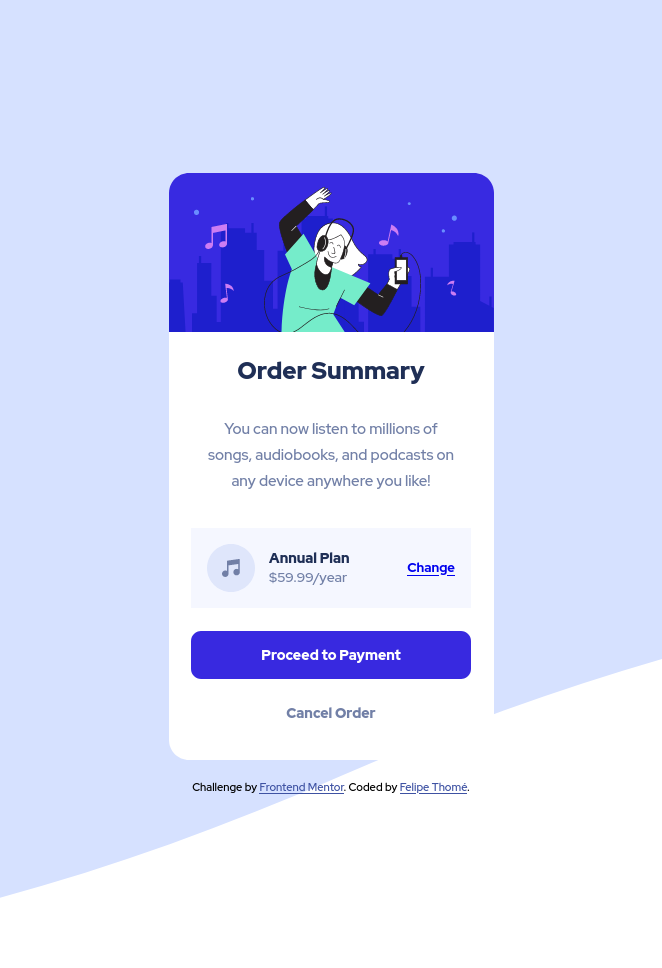 Order Summary
You can now listen to millions of
songs, audiobooks, and podcasts on
any device anywhere you like!
Annual Plan
$59.99/year
Change
Proceed to Payment
Cancel Order
Challenge by Frontend Mentor. Coded by Felipe Thomé.